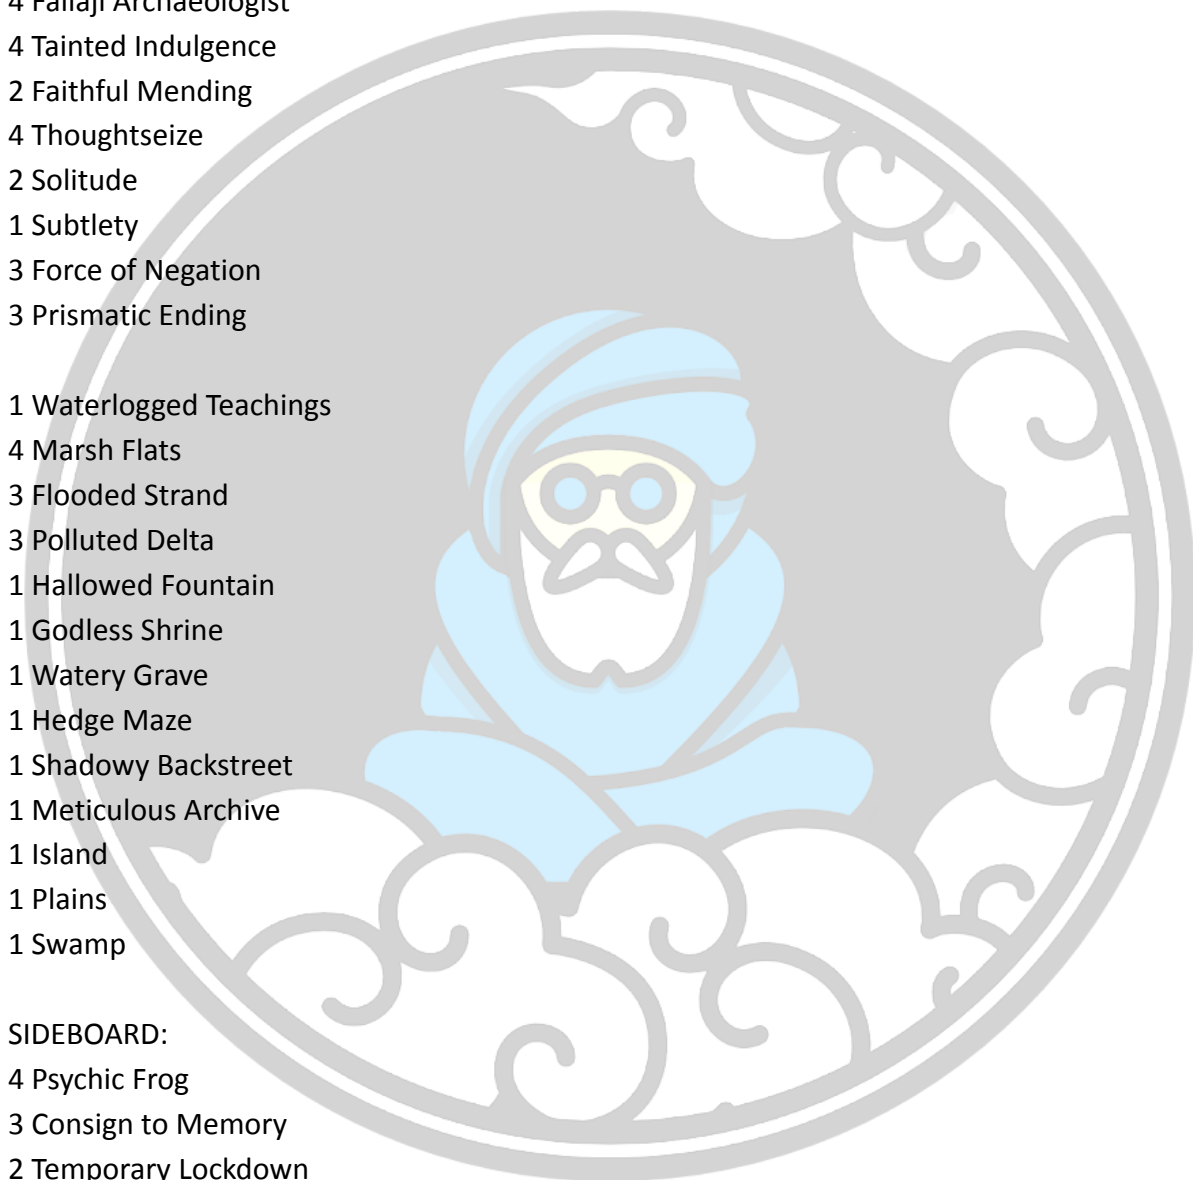 4 Fallaji Archaeologist
4 Tainted Indulgence
2 Faithful Mending
4 Thoughtseize
2 Solitude
1 Subtlety
3 Force of Negation
3 Prismatic Ending
1 Waterlogged Teachings
4 Marsh Flats
3 Flooded Strand
3 Polluted Delta
1 Hallowed Fountain
1 Godless Shrine
1 Watery Grave
1 Hedge Maze
1 Shadowy Backstreet
1 Meticulous Archive
1 Island
1 Plains
1 Swamp
SIDEBOARD:
4 Psychic Frog
3 Consign to Memory
2 Temporary Lockdown